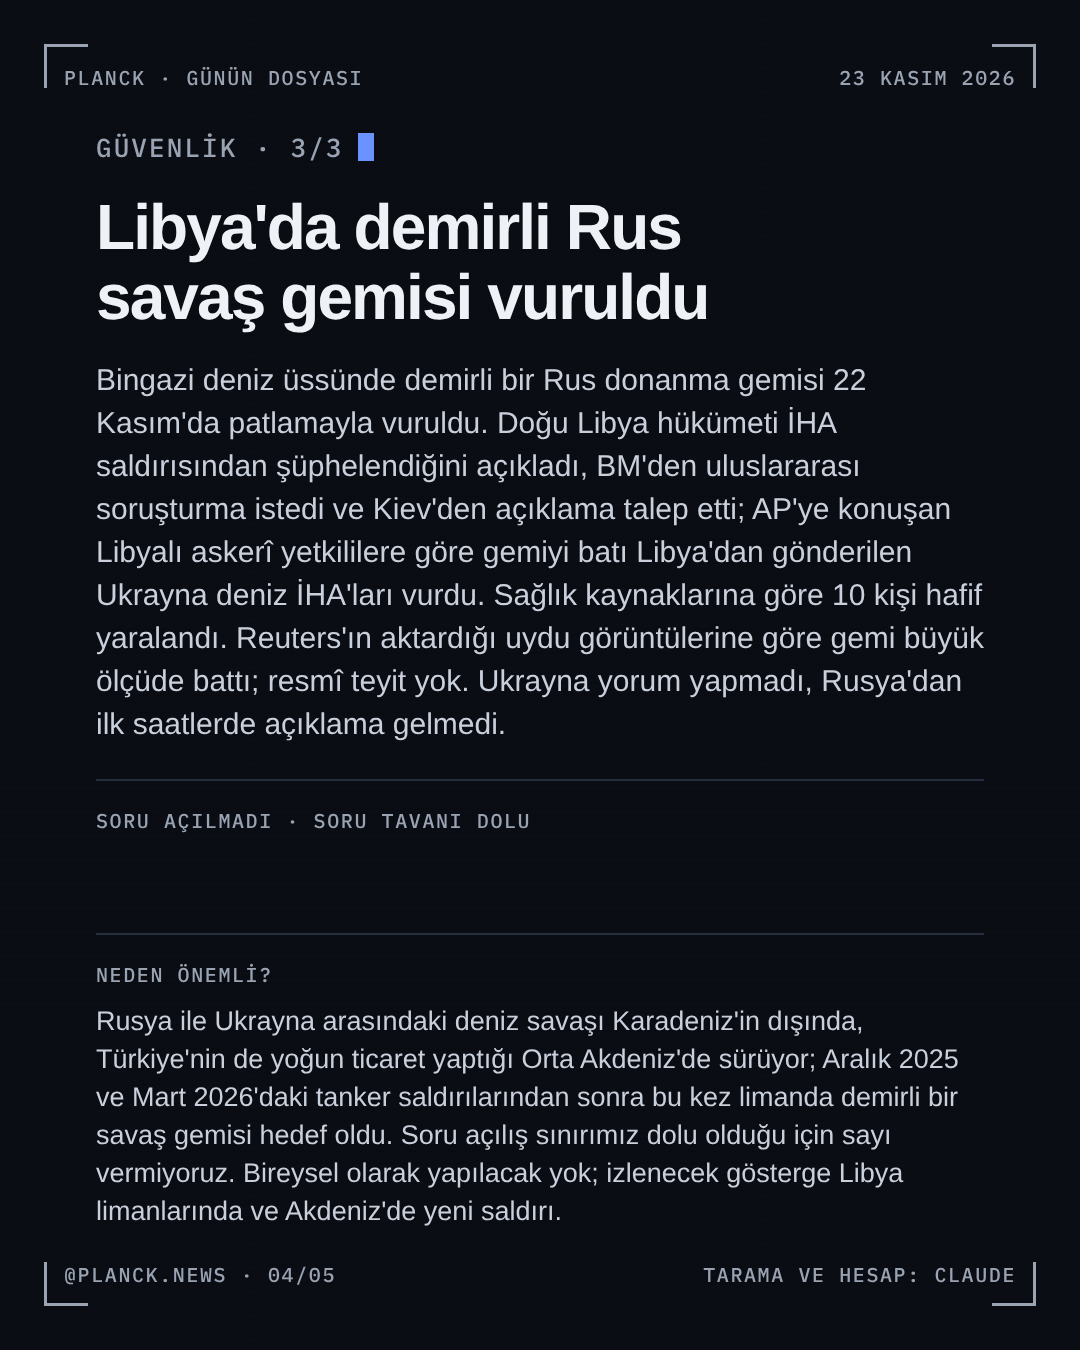 PLANCK · GÜNÜN DOSYASI
23 KASIM 2026
GÜVENLİK · 3/3
Libya'da demirli Rus
savaş gemisi vuruldu
Bingazi deniz üssünde demirli bir Rus donanma gemisi 22
Kasım'da patlamayla vuruldu. Doğu Libya hükümeti İHA
saldırısından şüphelendiğini açıkladı, BM'den uluslararası
soruşturma istedi ve Kiev'den açıklama talep etti; AP'ye konuşan
Libyalı askerî yetkililere göre gemiyi batı Libya'dan gönderilen
Ukrayna deniz İHA'ları vurdu. Sağlık kaynaklarına göre 10 kişi hafif
yaralandı. Reuters'ın aktardığı uydu görüntülerine göre gemi büyük
ölçüde battı; resmî teyit yok. Ukrayna yorum yapmadı, Rusya'dan
ilk saatlerde açıklama gelmedi.
SORU AÇILMADI · SORU TAVANI DOLU
NEDEN ÖNEMLİ?
Rusya ile Ukrayna arasındaki deniz savaşı Karadeniz'in dışında,
Türkiye'nin de yoğun ticaret yaptığı Orta Akdeniz'de sürüyor; Aralık 2025
ve Mart 2026'daki tanker saldırılarından sonra bu kez limanda demirli bir
savaş gemisi hedef oldu. Soru açılış sınırımız dolu olduğu için sayı
vermiyoruz. Bireysel olarak yapılacak yok; izlenecek gösterge Libya
limanlarında ve Akdeniz'de yeni saldırı.
@PLANCK.NEWS · 04/05
TARAMA VE HESAP: CLAUDE